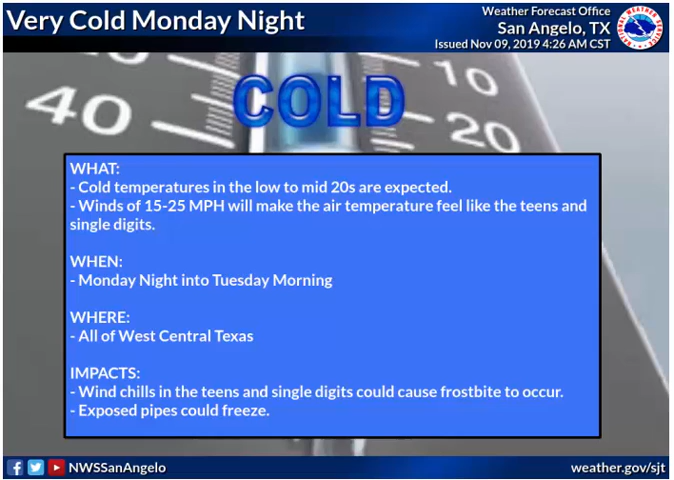 Very Cold Monday Night
Weather Forecast Office
San Angelo, TX
Issued Nov 09, 2019 4:26 AM CST
40
COLD
10
20
WHAT:
- Cold temperatures in the low to mid 20s are expected.
- Winds of 15-25 MPH will make the air temperature feel like the teens and
single digits.
WHEN:
- Monday Night into Tuesday Morning
WHERE:
- All of West Central Texas
IMPACTS:
- Wind chills in the teens and single digits could cause frostbite to occur.
- Exposed pipes could freeze.
NWSSanAngelo
weather.gov/sjt